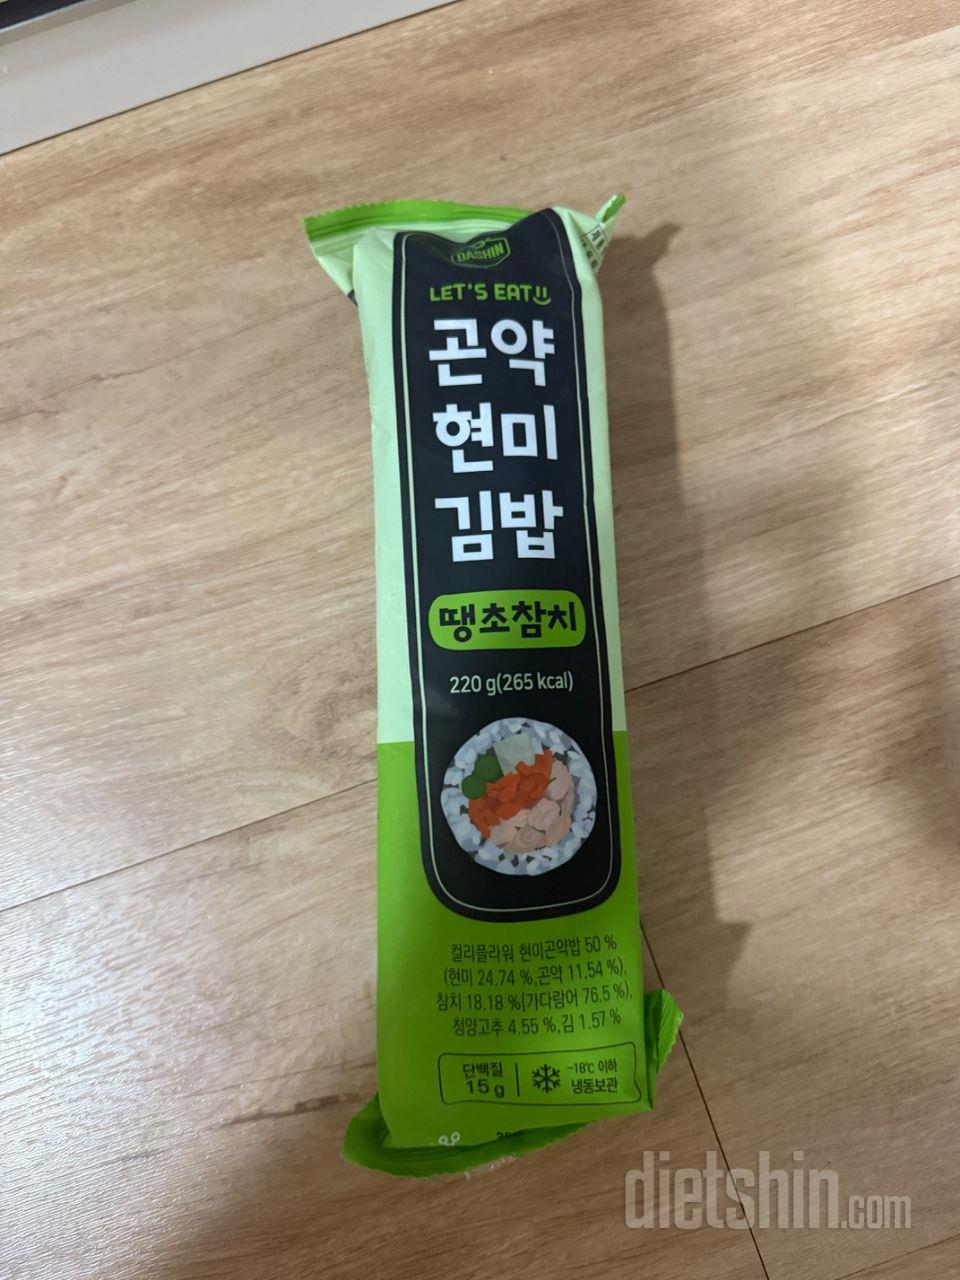 DASHIN
LET'S EAT
곤약
현미
김밥
땡초참치
220 g(265 kcal)
컬리플라워 현미곤약밥 50 %
(현미 24.74 %,곤약 11.54 %),
참치 18.18 %(가다랑어 76.5 %),
청양고추 4.55 %,김 1.57 %
단백질
15 g
-18℃ 이하
냉동보관
dietshin.com